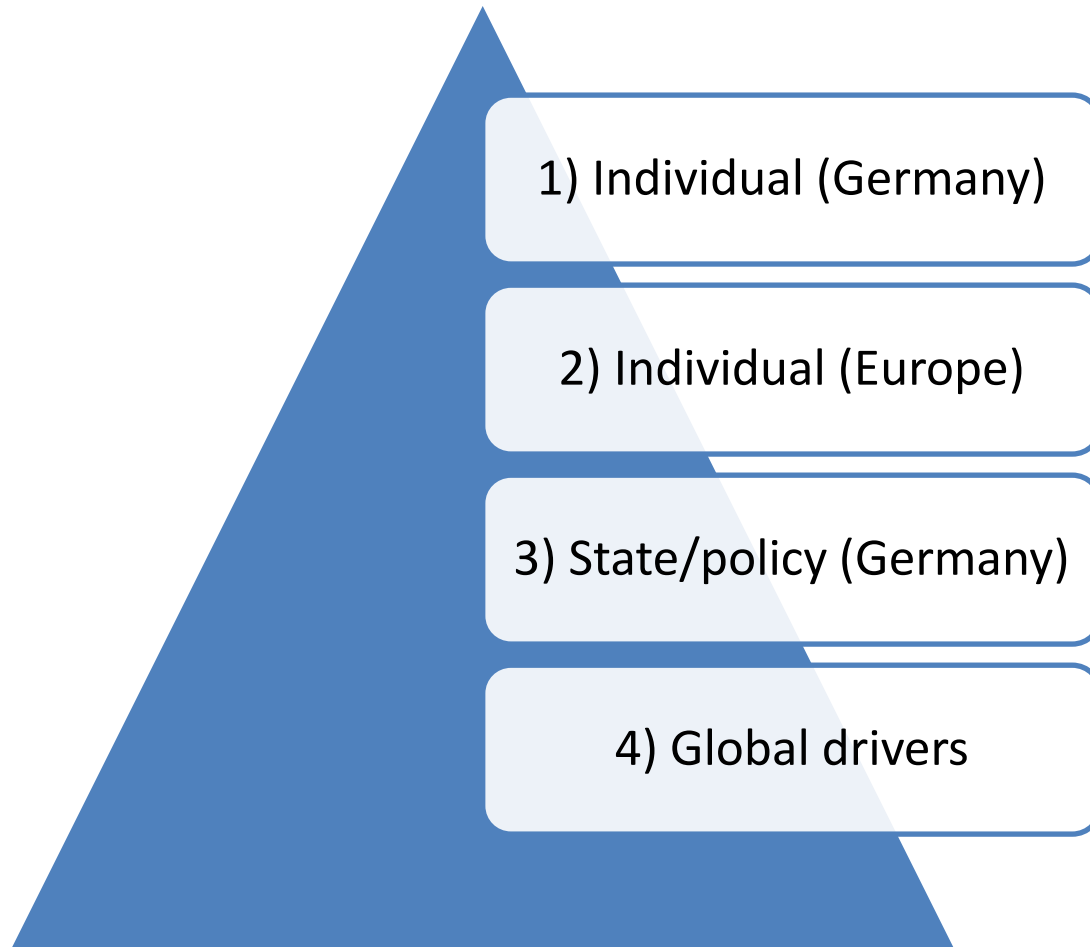 1) Individual (Germany)
2) Individual (Europe)
3) State/policy (Germany)
4) Global drivers